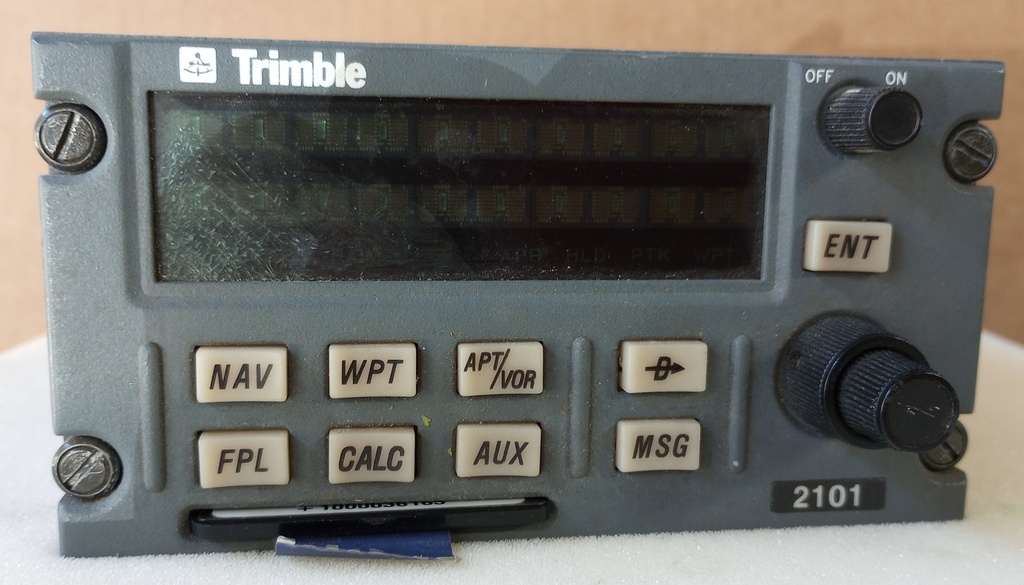 Trimble
OFF ON
HLD PTK WPT
ENT
NAV WPT APT/VOR
FPL CALC AUX MSG
2101